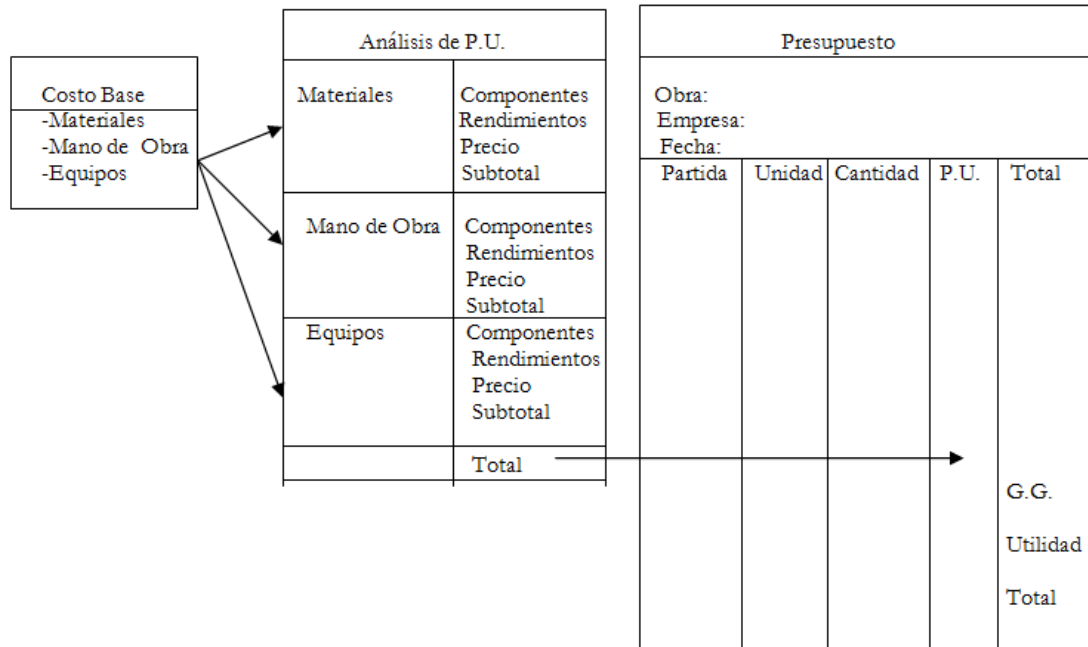 Costo Base
-Materiales
-Mano de Obra
-Equipos
Análisis de P.U.
Materiales
Componentes
Rendimientos
Precio
Subtotal
Mano de Obra
Componentes
Rendimientos
Precio
Subtotal
Equipos
Componentes
Rendimientos
Precio
Subtotal
Total
Presupuesto
Obra:
Empresa:
Fecha:
Partida Unidad Cantidad P.U. Total
G.G.
Utilidad
Total